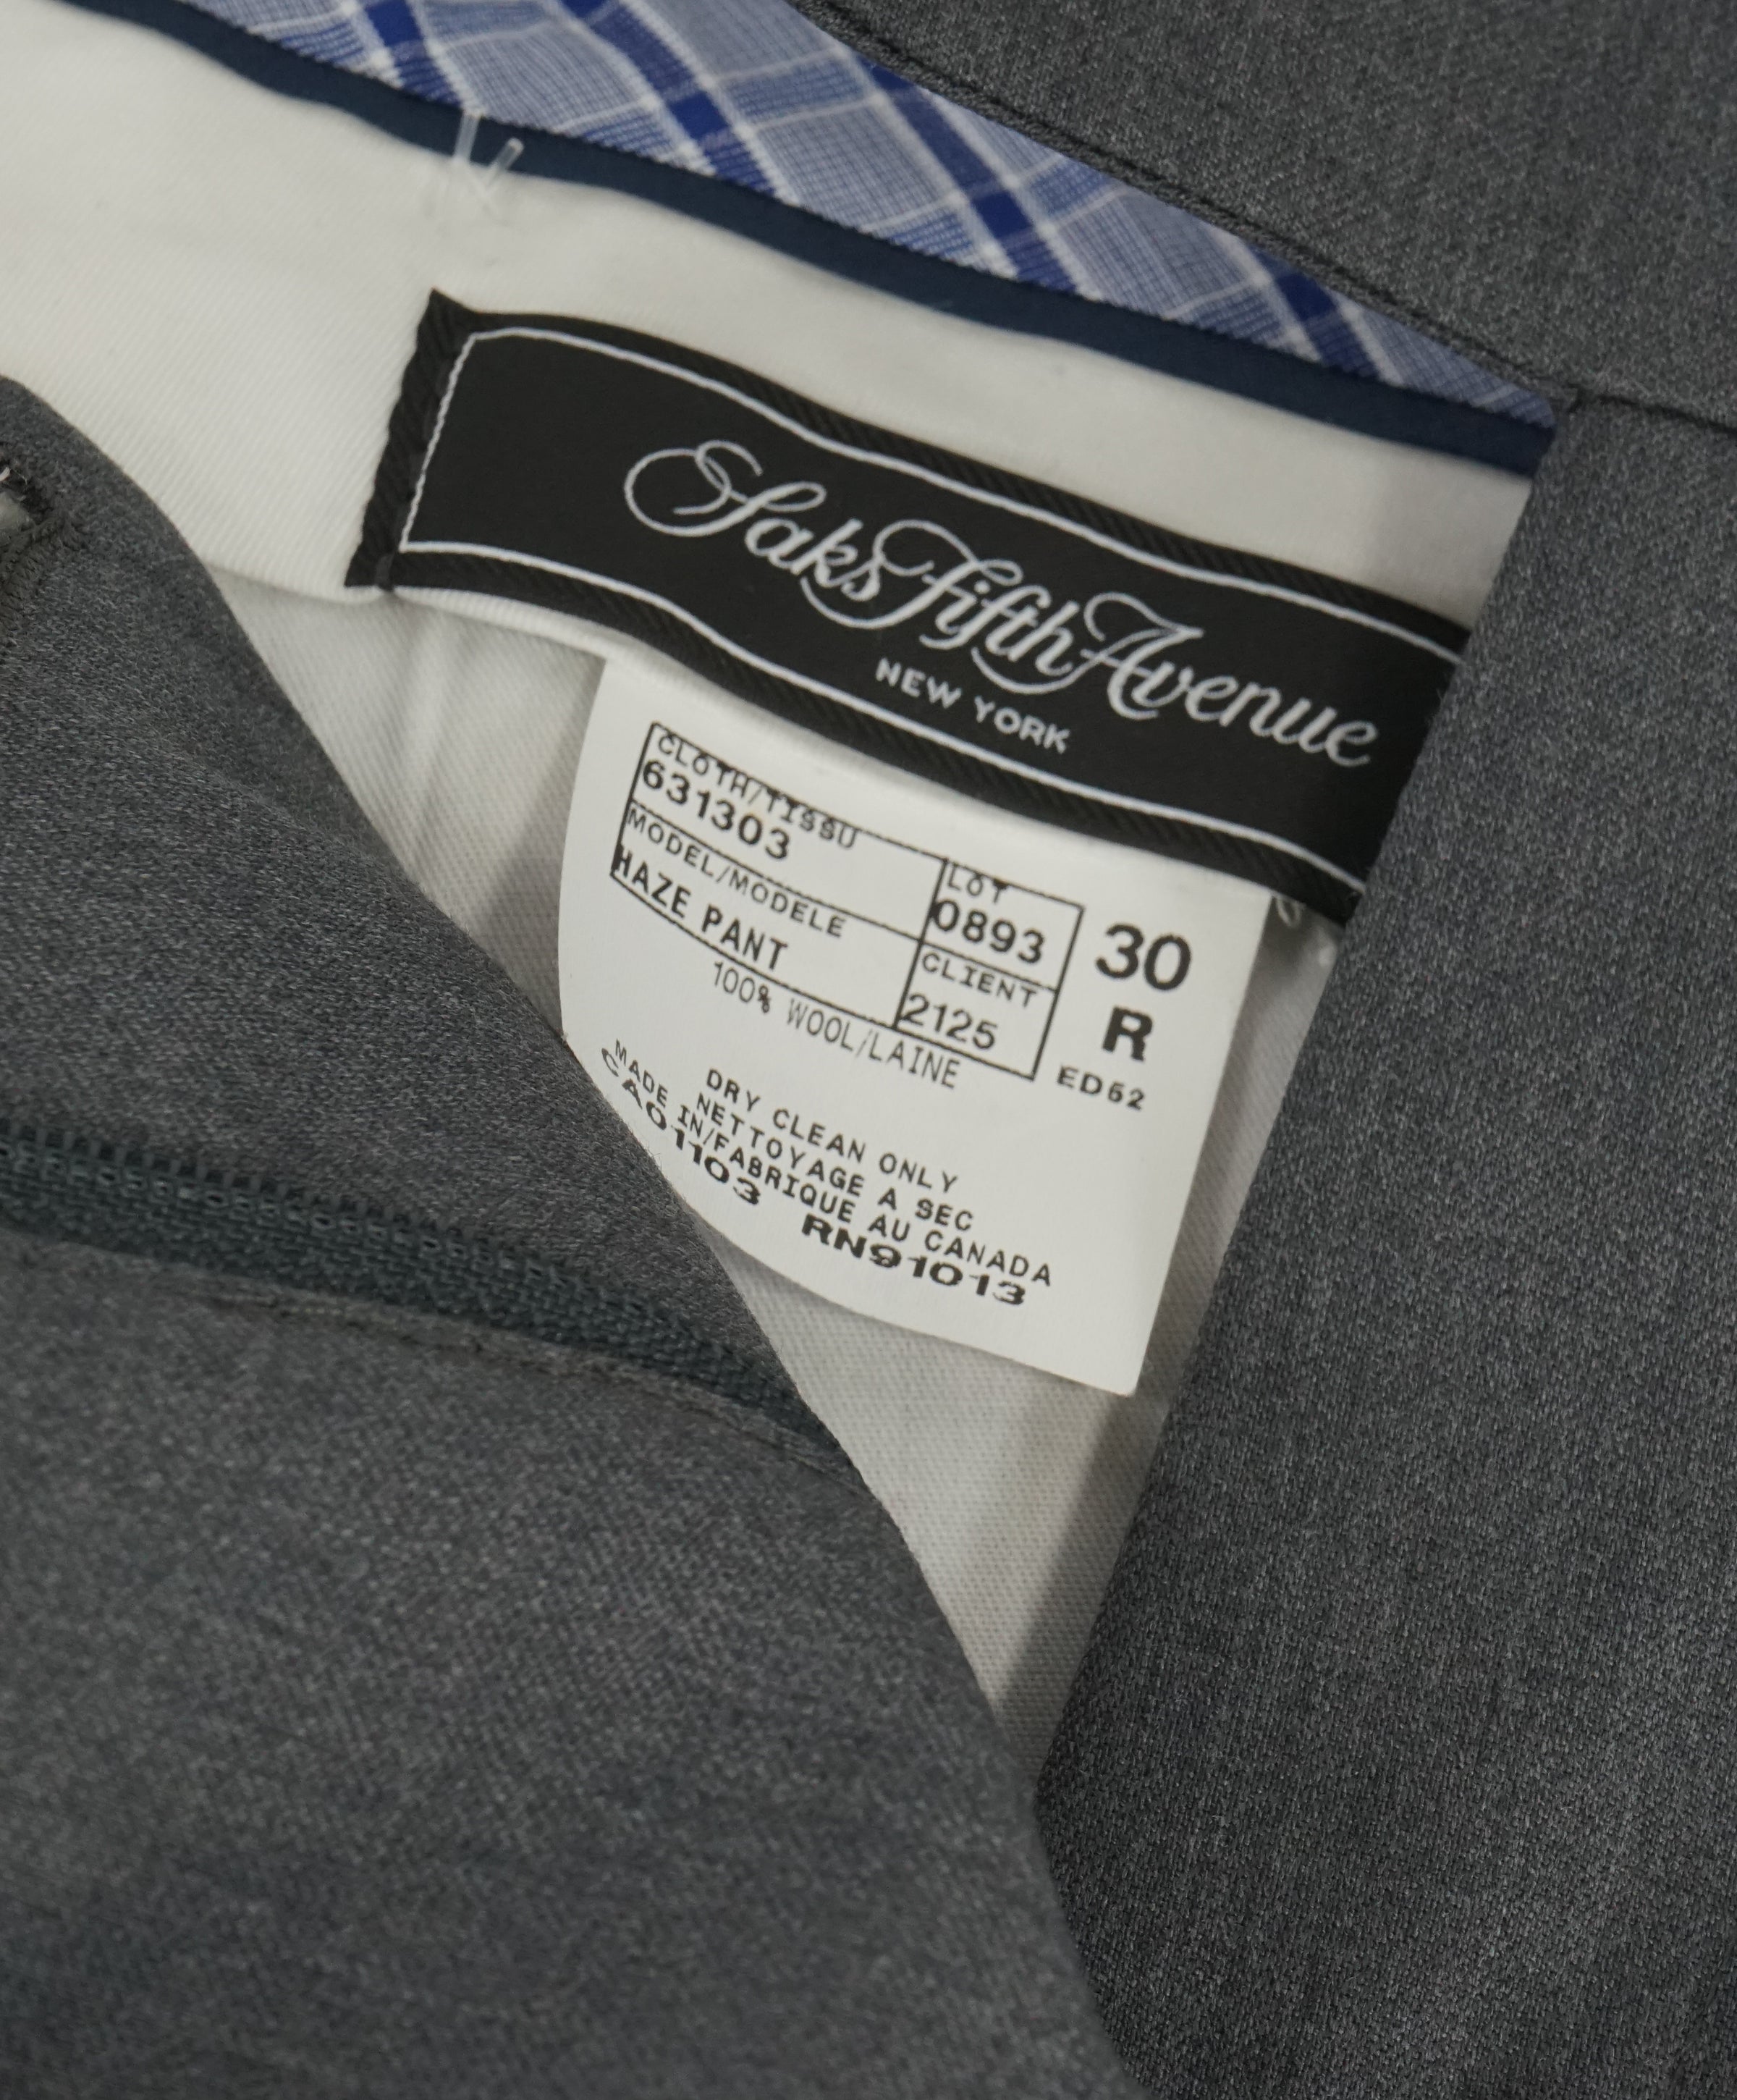 Saks Fifth Avenue
NEW YORK
CLOTH/TISSU
631303
LOT
0893
MODEL/MODELE
HAZE PANT
CLIENT
2125
30
R
ED52
100% WOOL/LAINE
DRY CLEAN ONLY
NETTOYAGE A SEC
MADE IN/FABRIQUE AU CANADA
CA01103 RN91013